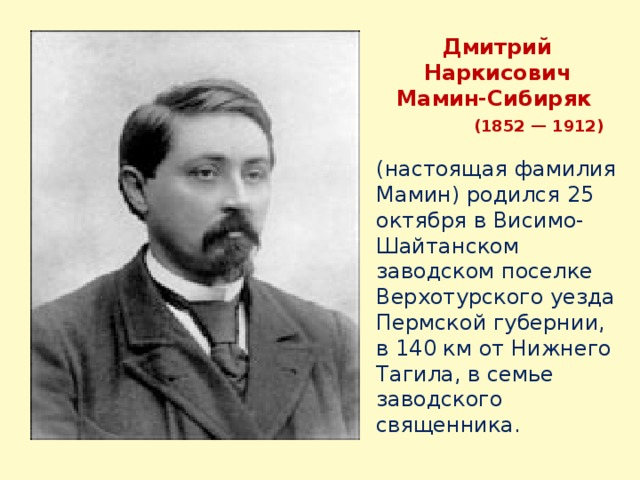 Дмитрий
Наркисович
Мамин-Сибиряк
(1852 — 1912)
(настоящая фамилия
Мамин) родился 25
октября в Висимо-
Шайтанском
заводском поселке
Верхотурского уезда
Пермской губернии,
в 140 км от Нижнего
Тагила, в семье
заводского
священника.